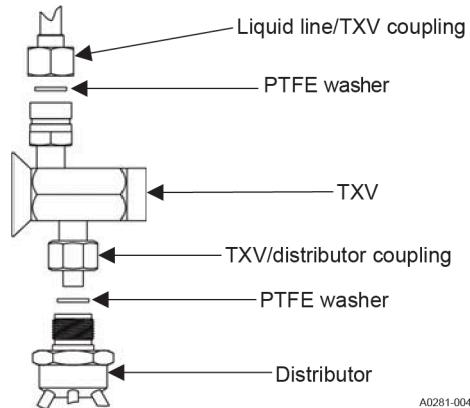 Liquid line/TXV coupling
PTFE washer
TXV
TXV/distributor coupling
PTFE washer
Distributor
A0281-004